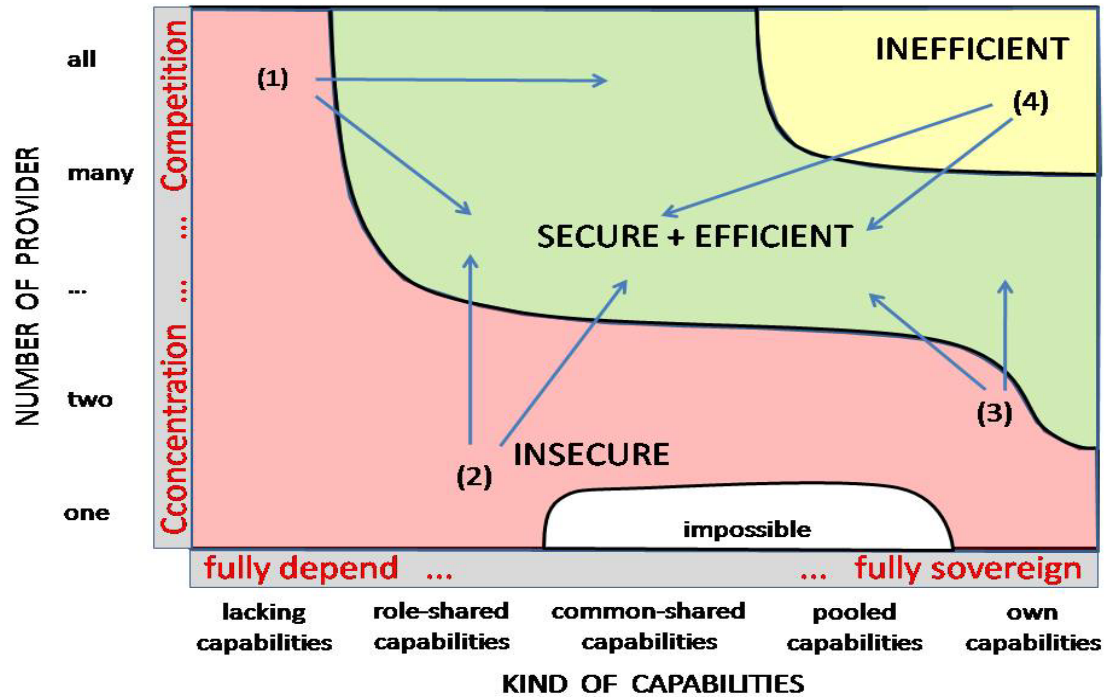 all
many
...
two
one
NUMBER OF PROVIDER
Cconcentration ... ... Competition
INEFFICIENT
(1)
(4)
SECURE + EFFICIENT
(3)
(2)
INSECURE
impossible
fully depend ...
... fully sovereign
lacking
capabilities
role-shared
capabilities
common-shared
capabilities
pooled
capabilities
own
capabilities
KIND OF CAPABILITIES